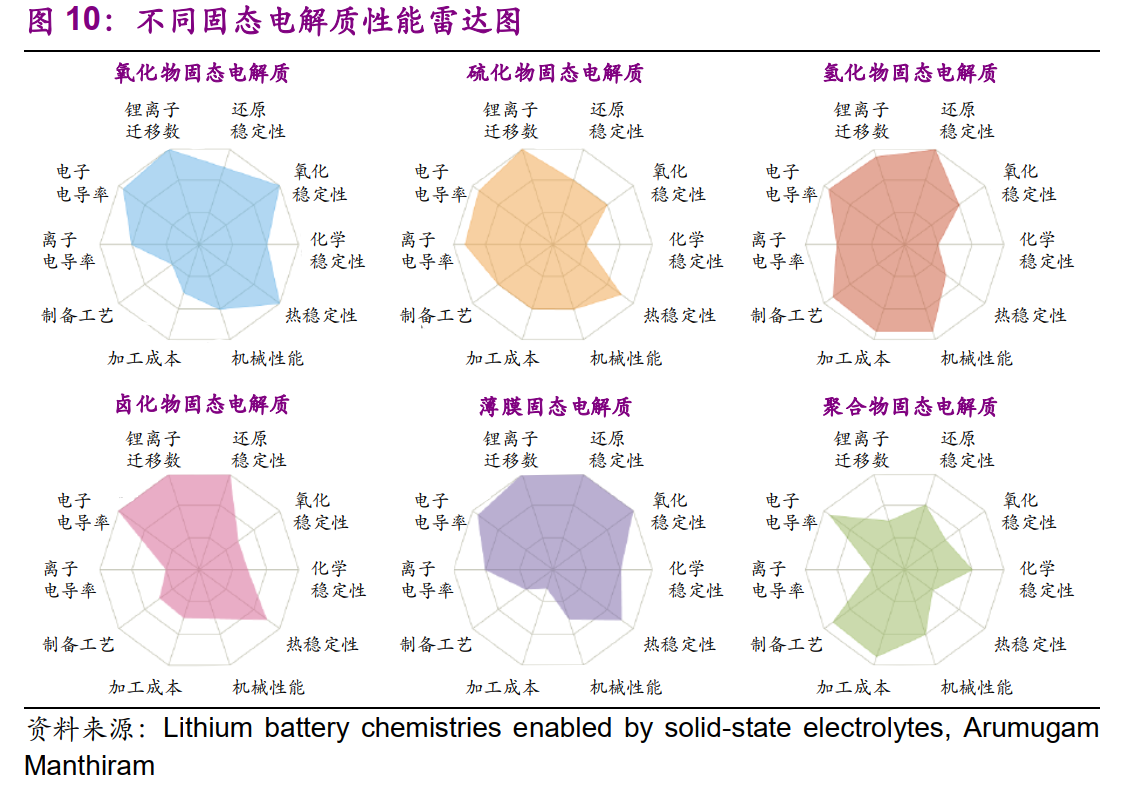 图 10：不同固态电解质性能雷达图
氧化物固态电解质
锂离子
迁移数
还原
稳定性
电子
电导率
氧化
稳定性
离子
电导率
化学
稳定性
制备工艺
热稳定性
加工成本
机械性能
硫化物固态电解质
锂离子
迁移数
还原
稳定性
电子
电导率
氧化
稳定性
离子
电导率
化学
稳定性
制备工艺
热稳定性
加工成本
机械性能
氢化物固态电解质
锂离子
迁移数
还原
稳定性
电子
电导率
氧化
稳定性
离子
电导率
化学
稳定性
制备工艺
热稳定性
加工成本
机械性能
卤化物固态电解质
锂离子
迁移数
还原
稳定性
电子
电导率
氧化
稳定性
离子
电导率
化学
稳定性
制备工艺
热稳定性
加工成本
机械性能
薄膜固态电解质
锂离子
迁移数
还原
稳定性
电子
电导率
氧化
稳定性
离子
电导率
化学
稳定性
制备工艺
热稳定性
加工成本
机械性能
聚合物固态电解质
锂离子
迁移数
还原
稳定性
电子
电导率
氧化
稳定性
离子
电导率
化学
稳定性
制备工艺
热稳定性
加工成本
机械性能
资料来源：Lithium battery chemistries enabled by solid-state electrolytes, Arumugam
Manthiram